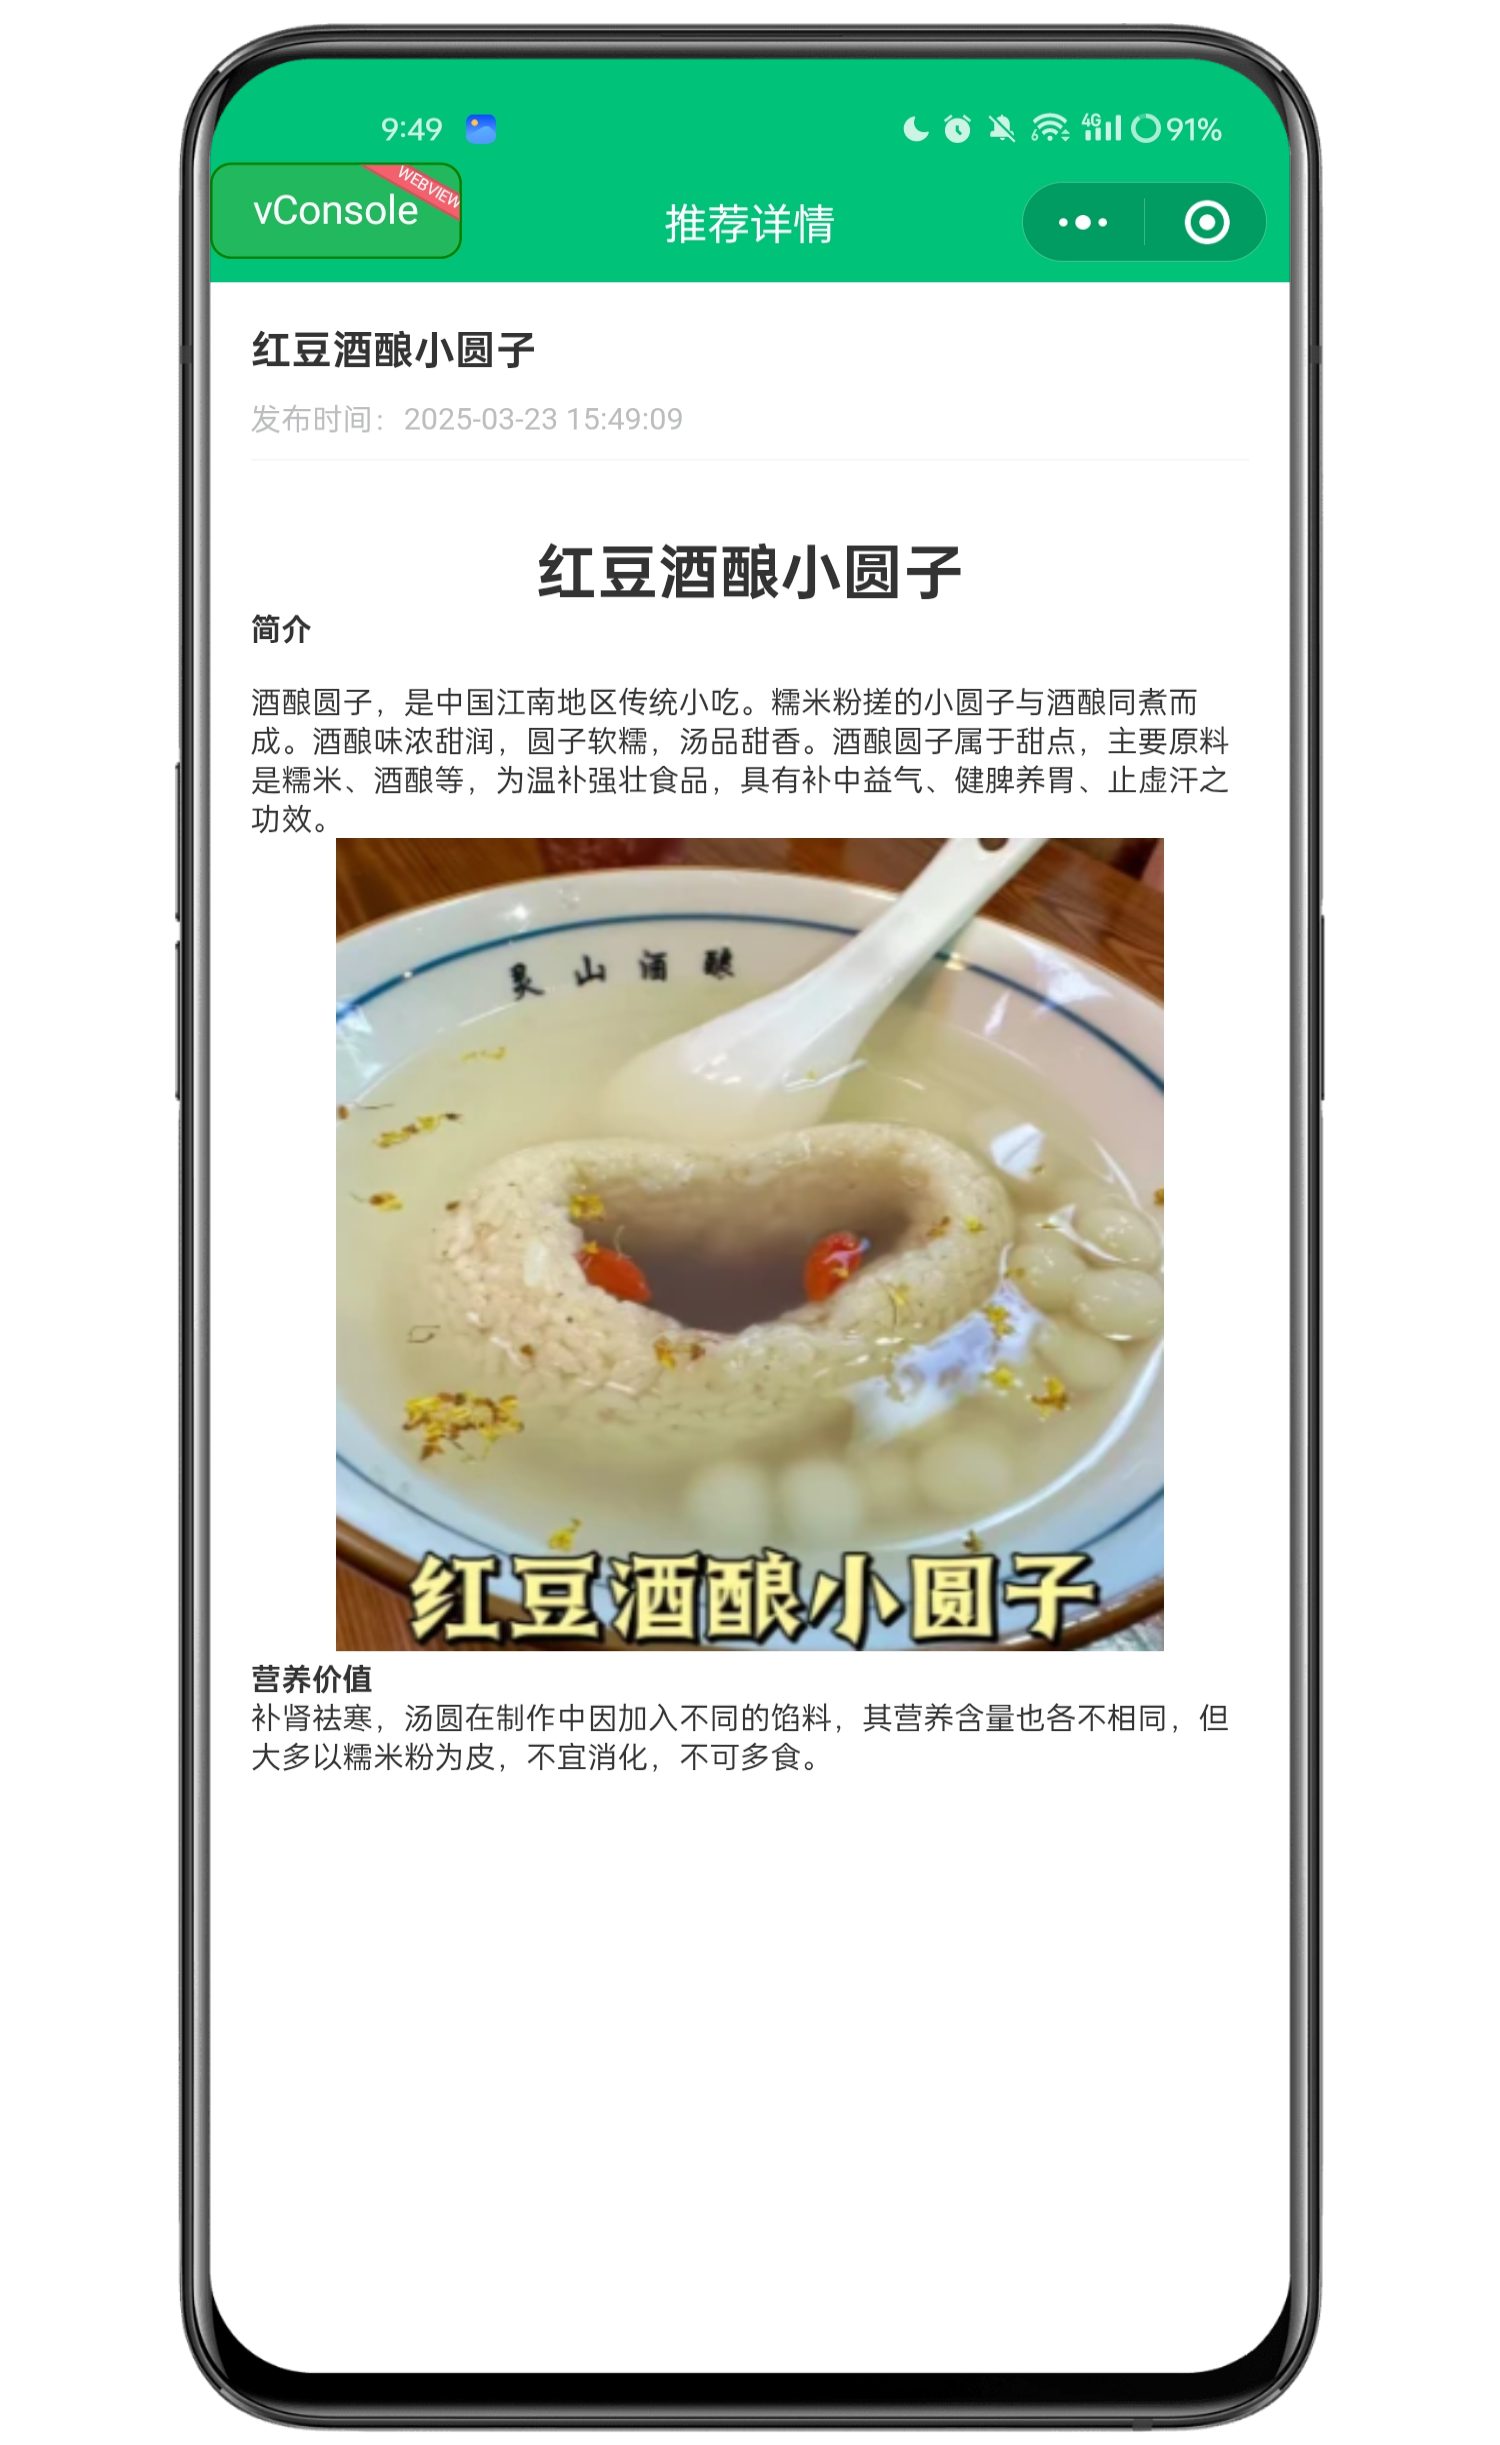 9:49
4G
6
91%
vConsole
WEBVIEW
推荐详情
红豆酒酿小圆子
发布时间：2025-03-23 15:49:09
红豆酒酿小圆子
简介
酒酿圆子，是中国江南地区传统小吃。糯米粉搓的小圆子与酒酿同煮而
成。酒酿味浓甜润，圆子软糯，汤品甜香。酒酿圆子属于甜点，主要原料
是糯米、酒酿等，为温补强壮食品，具有补中益气、健脾养胃、止虚汗之
功效。
灵山酒酿
红豆酒酿小圆子
营养价值
补肾祛寒，汤圆在制作中因加入不同的馅料，其营养含量也各不相同，但
大多以糯米粉为皮，不宜消化，不可多食。